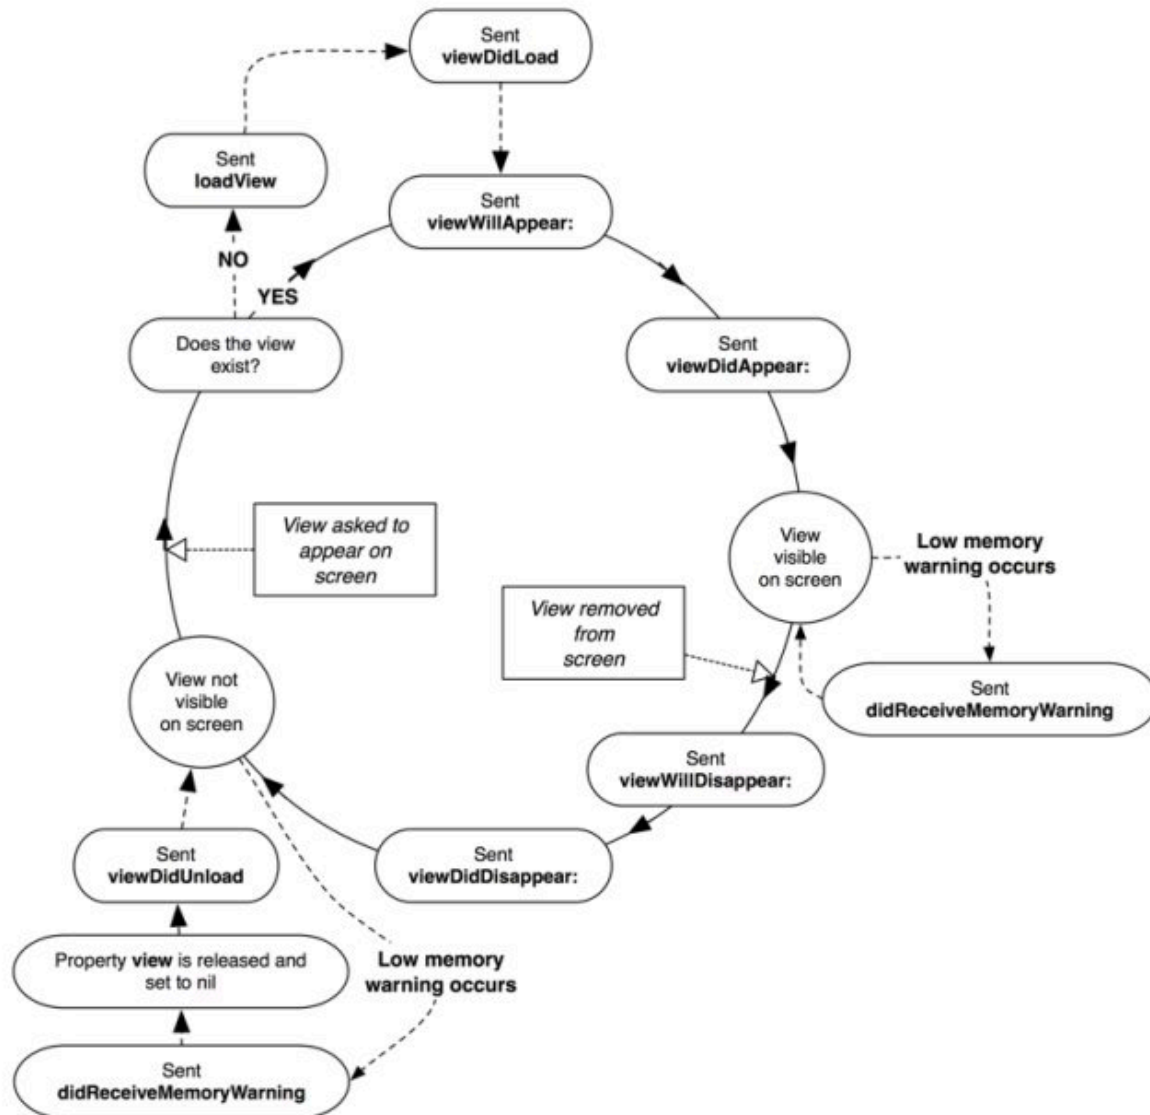 Sent
viewDidLoad
Sent
loadView
Sent
viewWillAppear:
NO
YES
Does the view
exist?
Sent
viewDidAppear:
View asked to
appear on
screen
View
visible
on screen
Low memory
warning occurs
View removed
from
screen
View not
visible
on screen
Sent
didReceiveMemoryWarning
Sent
viewWillDisappear:
Sent
viewDidUnload
Sent
viewDidDisappear:
Property view is released and
set to nil
Low memory
warning occurs
Sent
didReceiveMemoryWarning